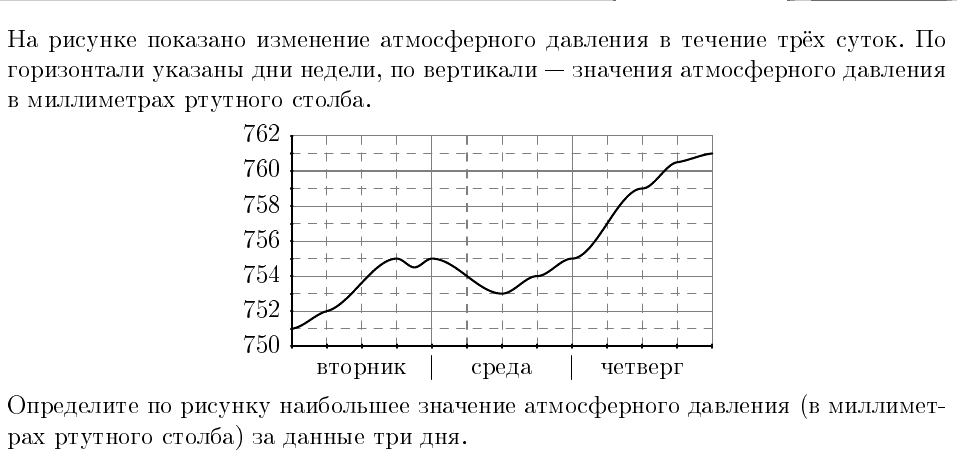 На рисунке показано изменение атмосферного давления в течение трёх суток. По
горизонтали указаны дни недели, по вертикали — значения атмосферного давления
в миллиметрах ртутного столба.
762
760
758
756
754
752
750
вторник среда четверг
Определите по рисунку наибольшее значение атмосферного давления (в миллимет-
рах ртутного столба) за данные три дня.